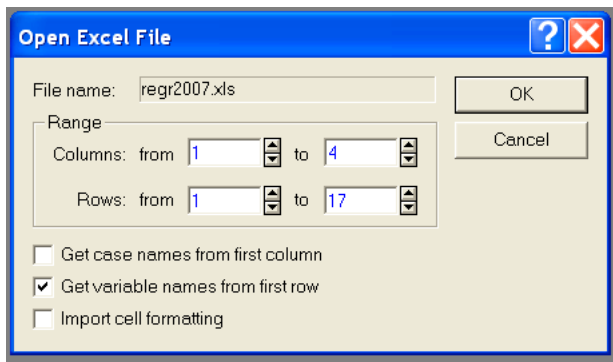 Open Excel File
File name: regr2007.xls
OK
Range
Cancel
Columns: from 1 to 4
Rows: from 1 to 17
Get case names from first column
Get variable names from first row
Import cell formatting